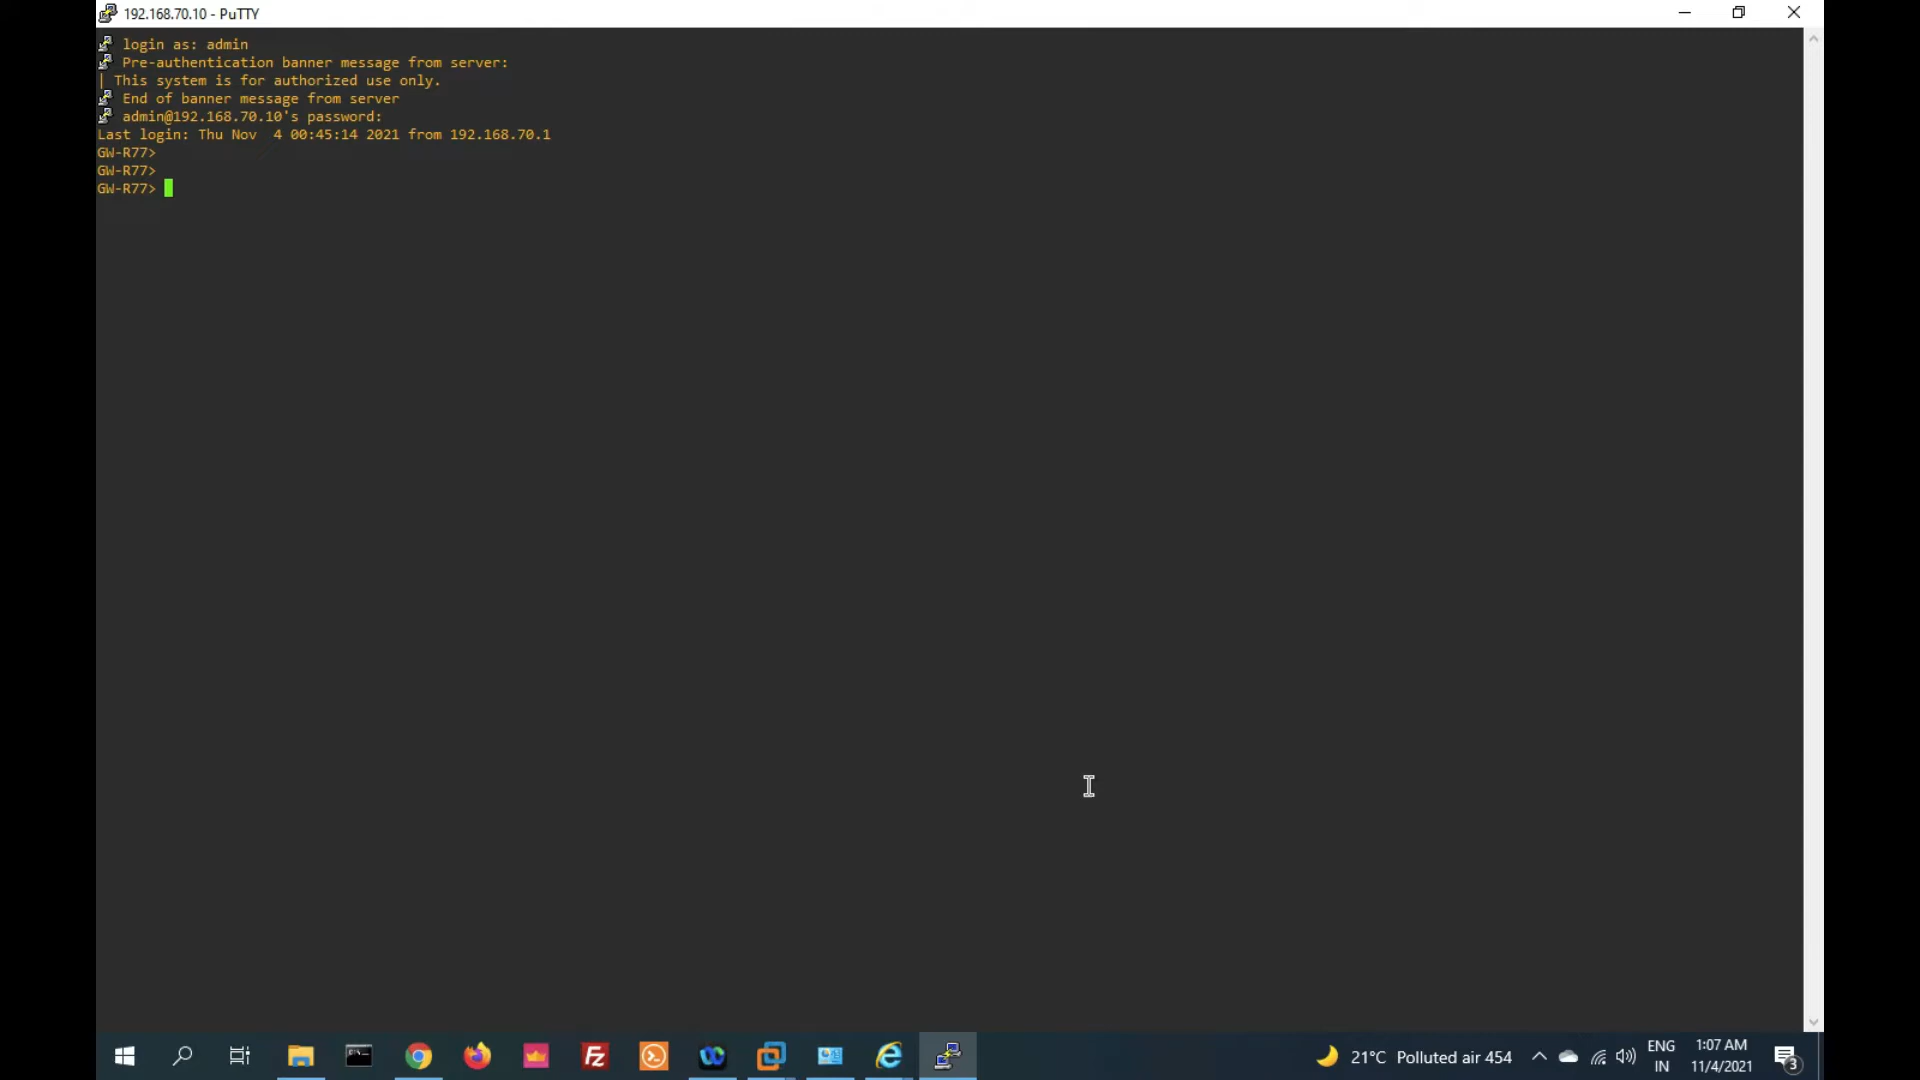 192.168.70.10 - PuTTY
login as: admin
Pre-authentication banner message from server:
| This system is for authorized use only.
End of banner message from server
admin@192.168.70.10's password:
Last login: Thu Nov  4 00:45:14 2021 from 192.168.70.1
GW-R77>
GW-R77>
GW-R77>
21°C Polluted air 454
ENG
IN
1:07 AM
11/4/2021
3